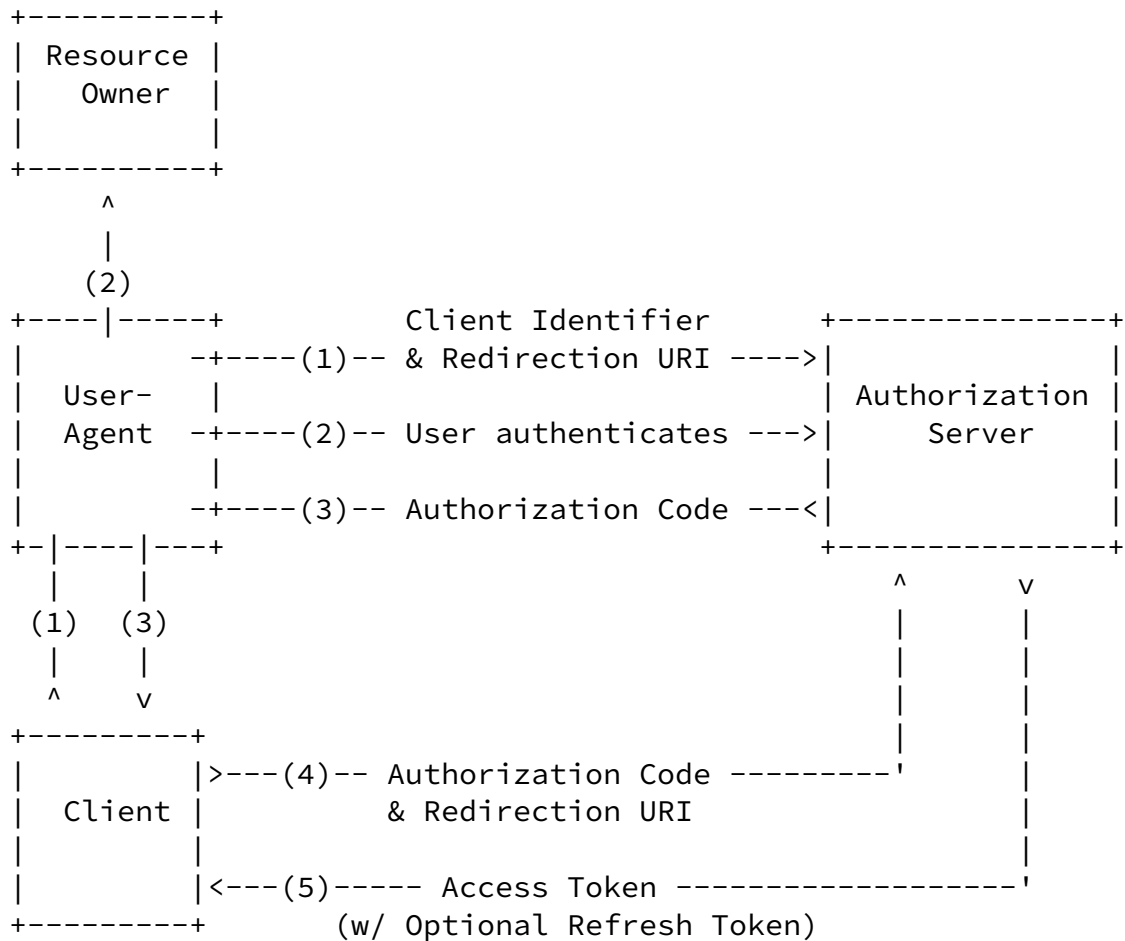 Resource
Owner
(2)
Client Identifier
(1) & Redirection URI
User-
Agent
(2) User authenticates
Authorization
Server
(3) Authorization Code
(1) (3)
(4) Authorization Code
Client & Redirection URI
(5) Access Token
(w/ Optional Refresh Token)